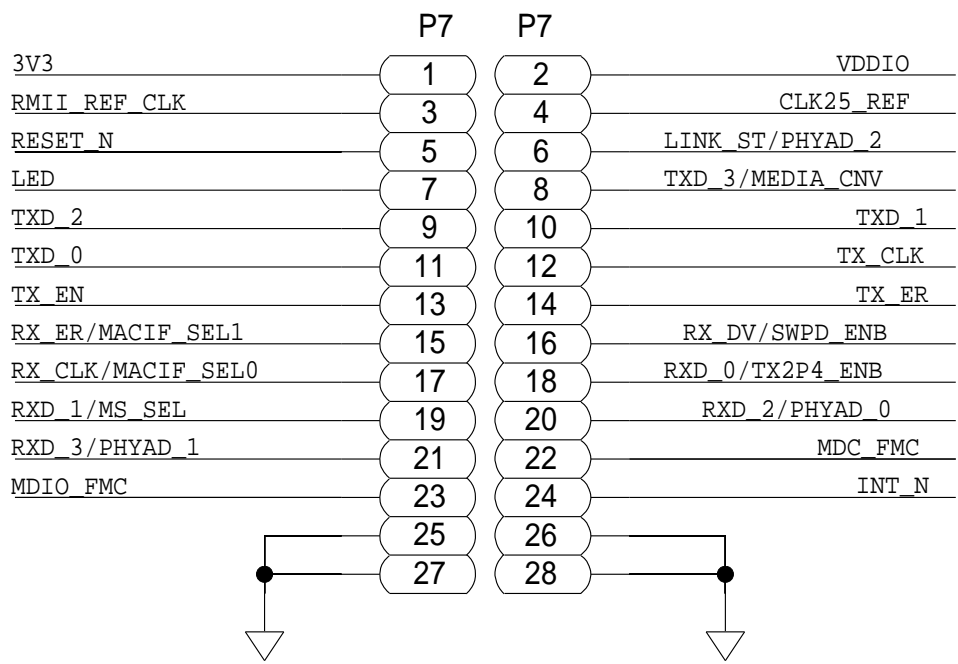 P7 P7
3V3 1 2 VDDIO
RMII_REF_CLK 3 4 CLK25_REF
RESET_N 5 6 LINK_ST/PHYAD_2
LED 7 8 TXD_3/MEDIA_CNV
TXD_2 9 10 TXD_1
TXD_0 11 12 TX_CLK
TX_EN 13 14 TX_ER
RX_ER/MACIF_SEL1 15 16 RX_DV/SWPD_ENB
RX_CLK/MACIF_SEL0 17 18 RXD_0/TX2P4_ENB
RXD_1/MS_SEL 19 20 RXD_2/PHYAD_0
RXD_3/PHYAD_1 21 22 MDC_FMC
MDIO_FMC 23 24 INT_N
25 26
27 28